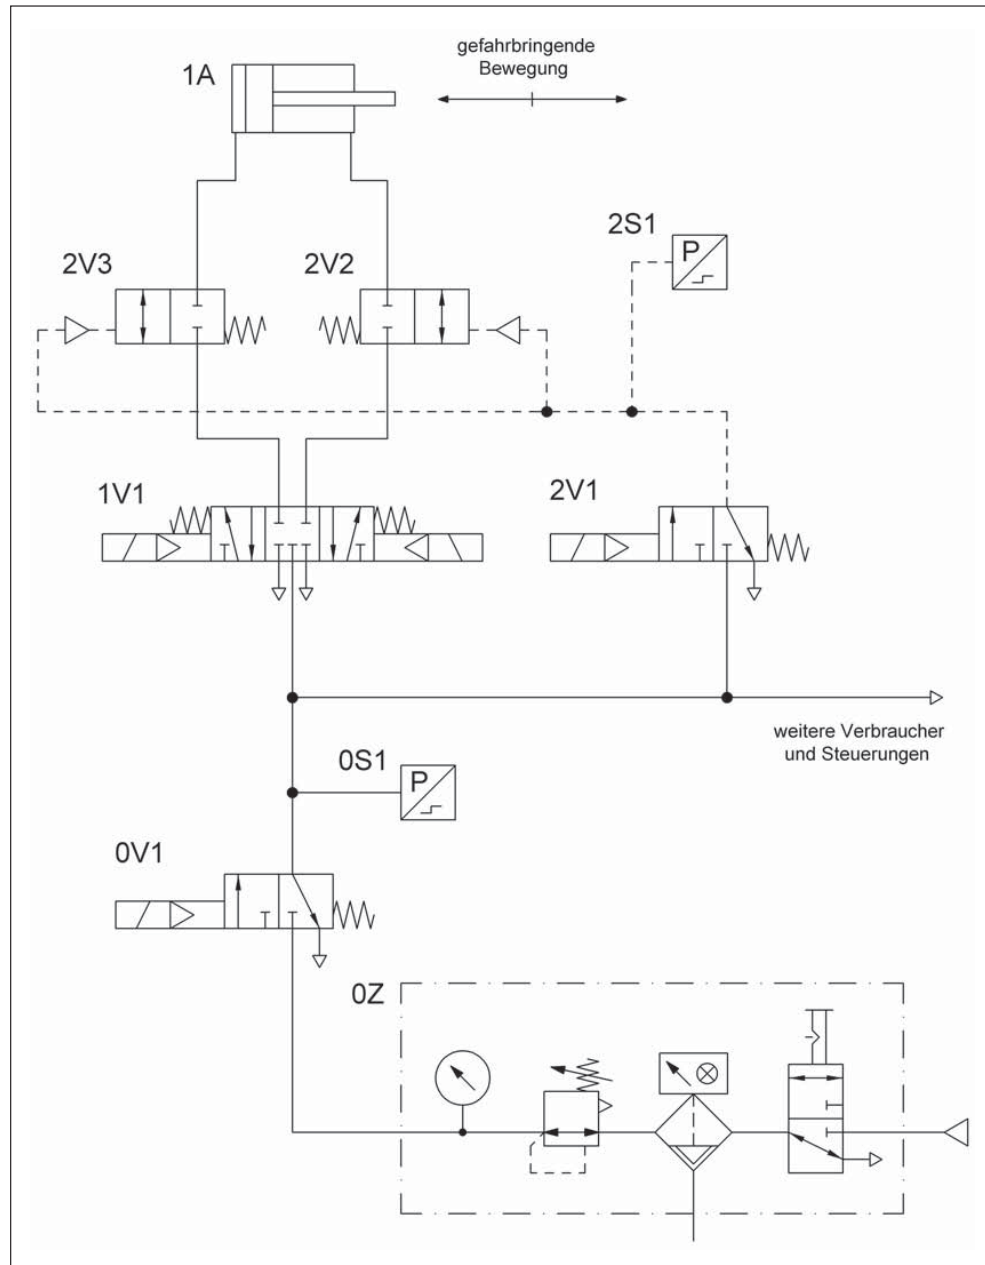 gefahrbringende
Bewegung
1A
2S1
P
2V3
2V2
1V1
2V1
weitere Verbraucher
und Steuerungen
0S1
P
0V1
0Z